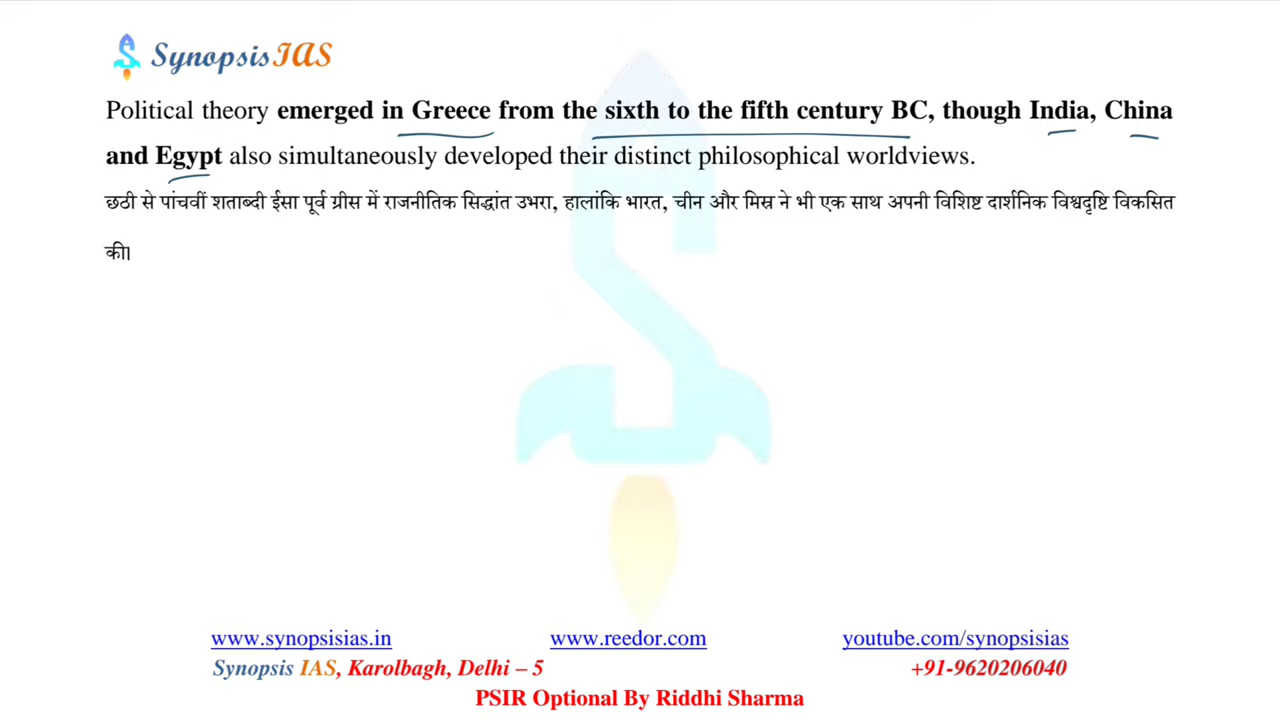 Synopsis IAS
Political theory emerged in Greece from the sixth to the fifth century BC, though India, China
and Egypt also simultaneously developed their distinct philosophical worldviews.
छठी से पांचवीं शताब्दी ईसा पूर्व ग्रीस में राजनीतिक सिद्धांत उभरा, हालांकि भारत, चीन और मिस्र ने भी एक साथ अपनी विशिष्ट दार्शनिक विश्वदृष्टि विकसित
की।
www.synopsisias.in www.reedor.com youtube.com/synopsisias
Synopsis IAS, Karolbagh, Delhi – 5 +91-9620206040
PSIR Optional By Riddhi Sharma